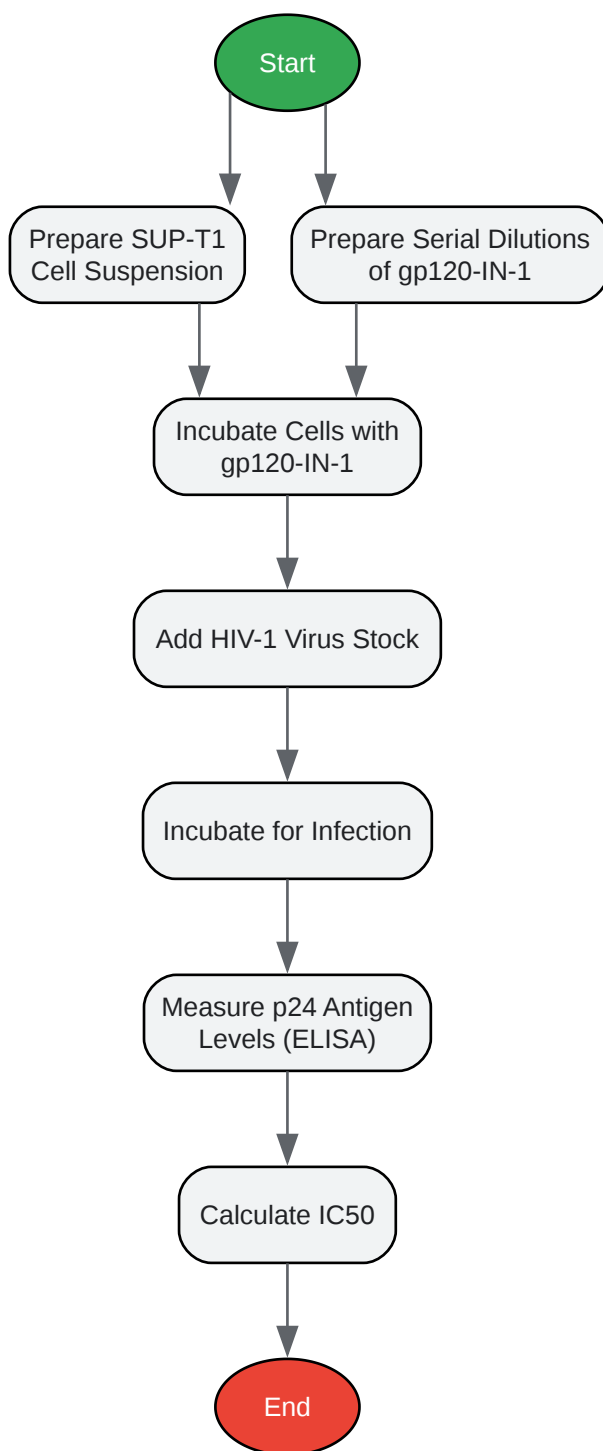 Start
Prepare SUP-T1
Cell Suspension
Prepare Serial Dilutions
of gp120-IN-1
Incubate Cells with
gp120-IN-1
Add HIV-1 Virus Stock
Incubate for Infection
Measure p24 Antigen
Levels (ELISA)
Calculate IC50
End